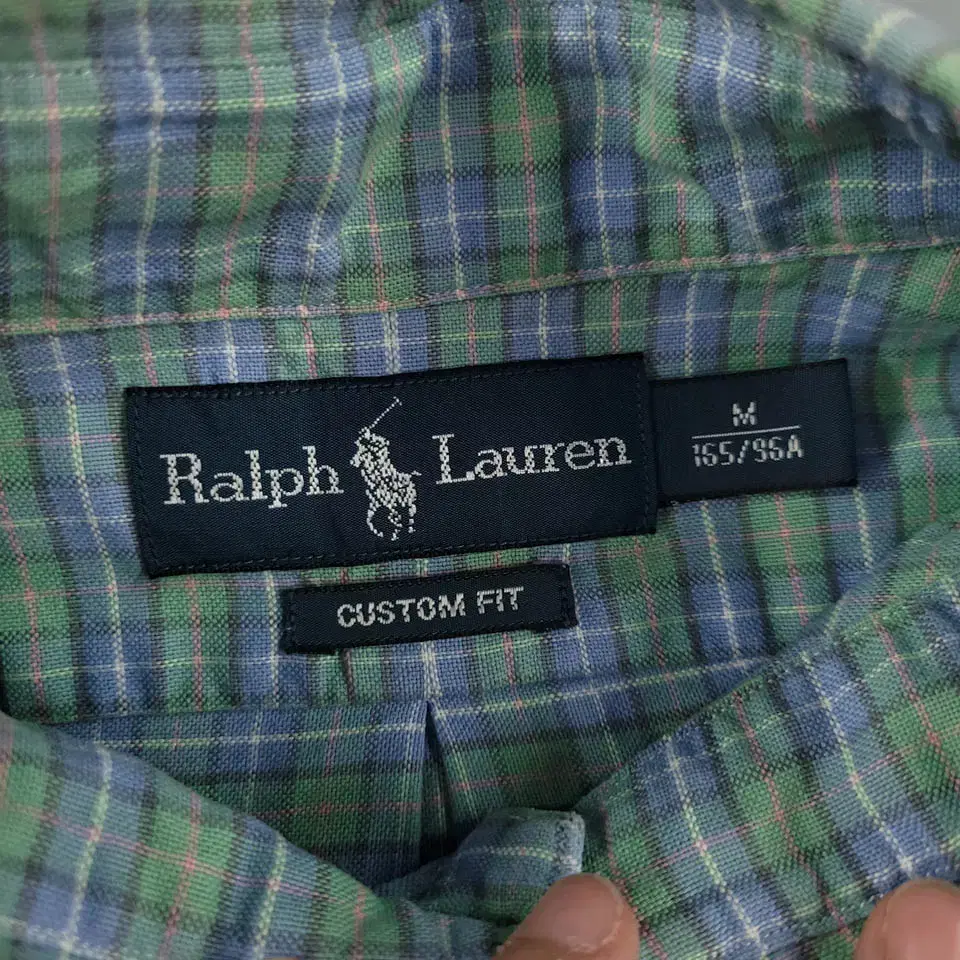 Ralph Lauren
M
165/96A
CUSTOM FIT